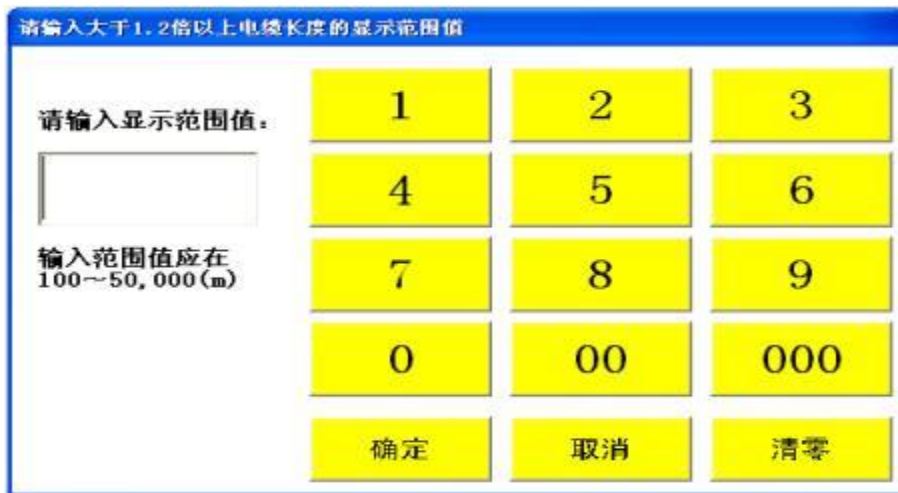 请输入大于1.2倍以上电缆长度的显示范围值
请输入显示范围值:
输入范围值应在
100~50,000(m)
1 2 3
4 5 6
7 8 9
0 00 000
确定 取消 清零